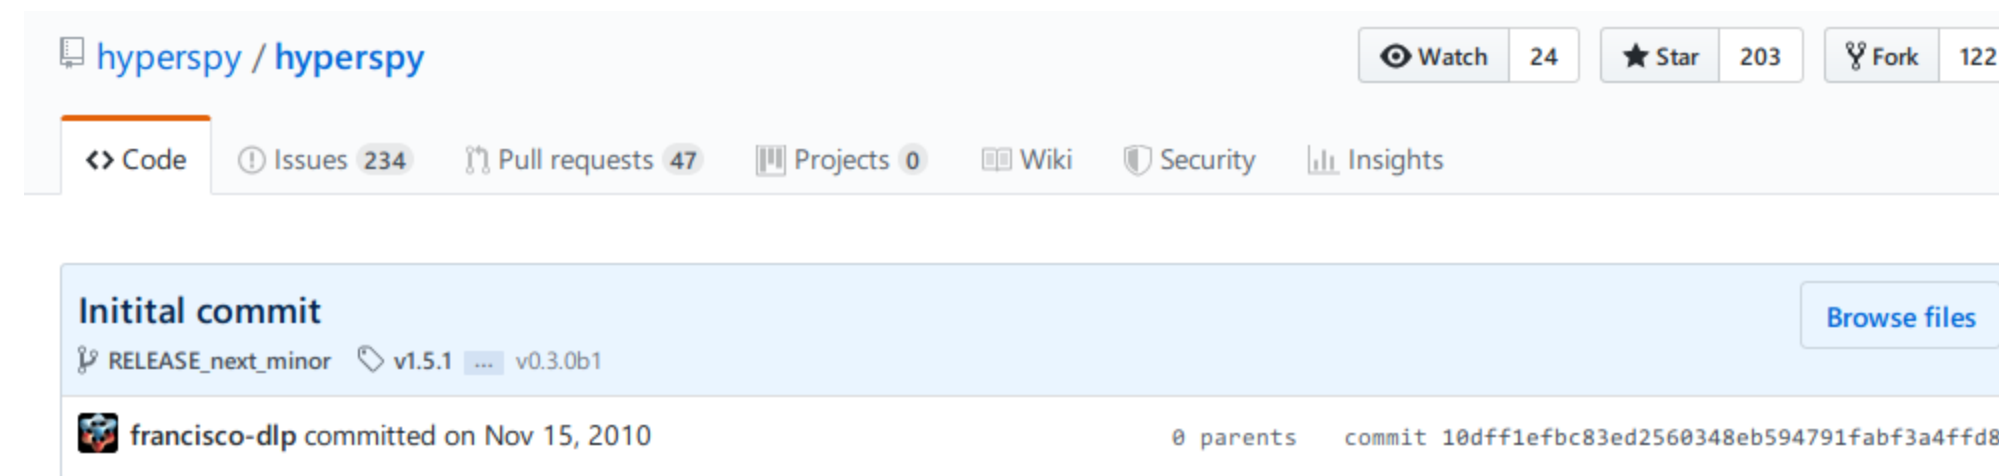 hyperspy / hyperspy Watch 24 Star 203 Fork 122
<> Code Issues 234 Pull requests 47 Projects 0 Wiki Security Insights
Initital commit Browse files
RELEASE_next_minor v1.5.1 ... v0.3.0b1
francisco-dlp committed on Nov 15, 2010 0 parents commit 10dff1efbc83ed2560348eb594791fabf3a4ffd8